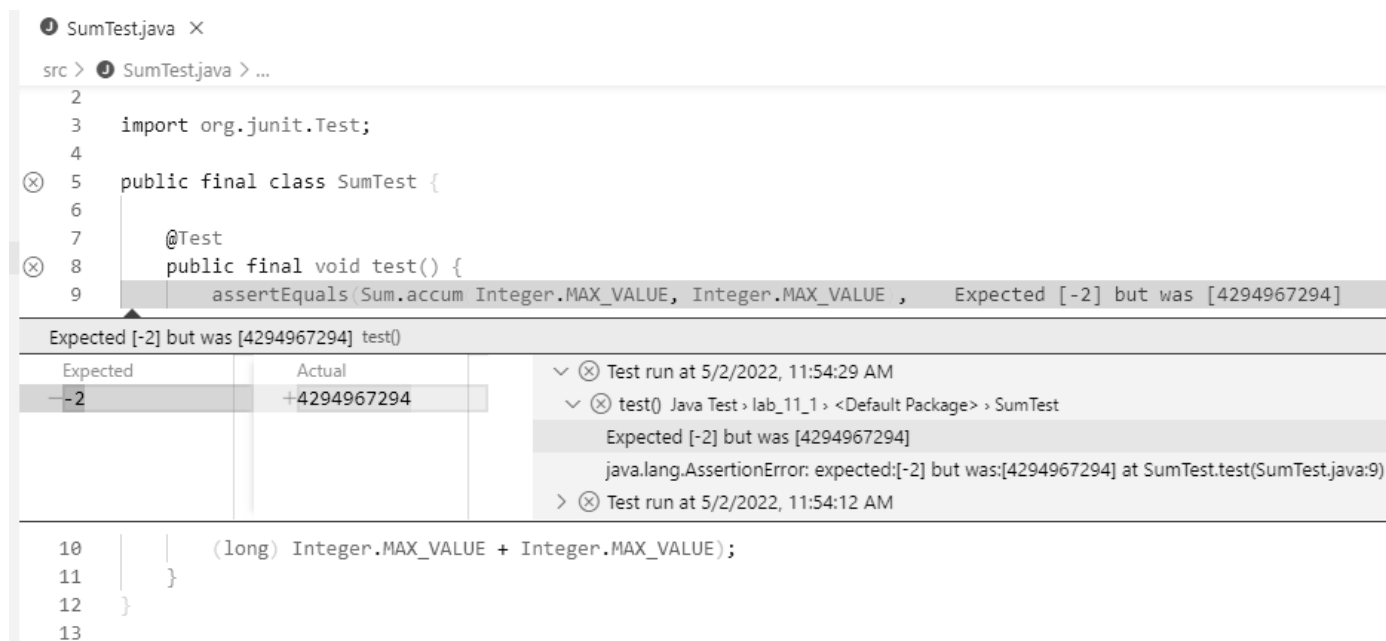 SumTest.java
src > SumTest.java > ...
2
3 import org.junit.Test;
4
5 public final class SumTest {
6
7 @Test
8 public final void test() {
9 assertEquals(Sum.accum(Integer.MAX_VALUE, Integer.MAX_VALUE), Expected [-2] but was [4294967294]
Expected [-2] but was [4294967294] test()
Expected Actual
−-2 +4294967294
Test run at 5/2/2022, 11:54:29 AM
test() Java Test › lab_11_1 › <Default Package> › SumTest
Expected [-2] but was [4294967294]
java.lang.AssertionError: expected:[-2] but was:[4294967294] at SumTest.test(SumTest.java:9)
Test run at 5/2/2022, 11:54:12 AM
10 (long) Integer.MAX_VALUE + Integer.MAX_VALUE);
11 }
12 }
13